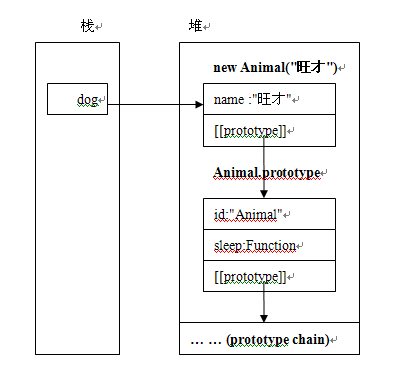 栈
堆
new Animal("旺才")
dog
name :"旺才"
[[prototype]]
Animal.prototype
id:"Animal"
sleep:Function
[[prototype]]
… … (prototype chain)